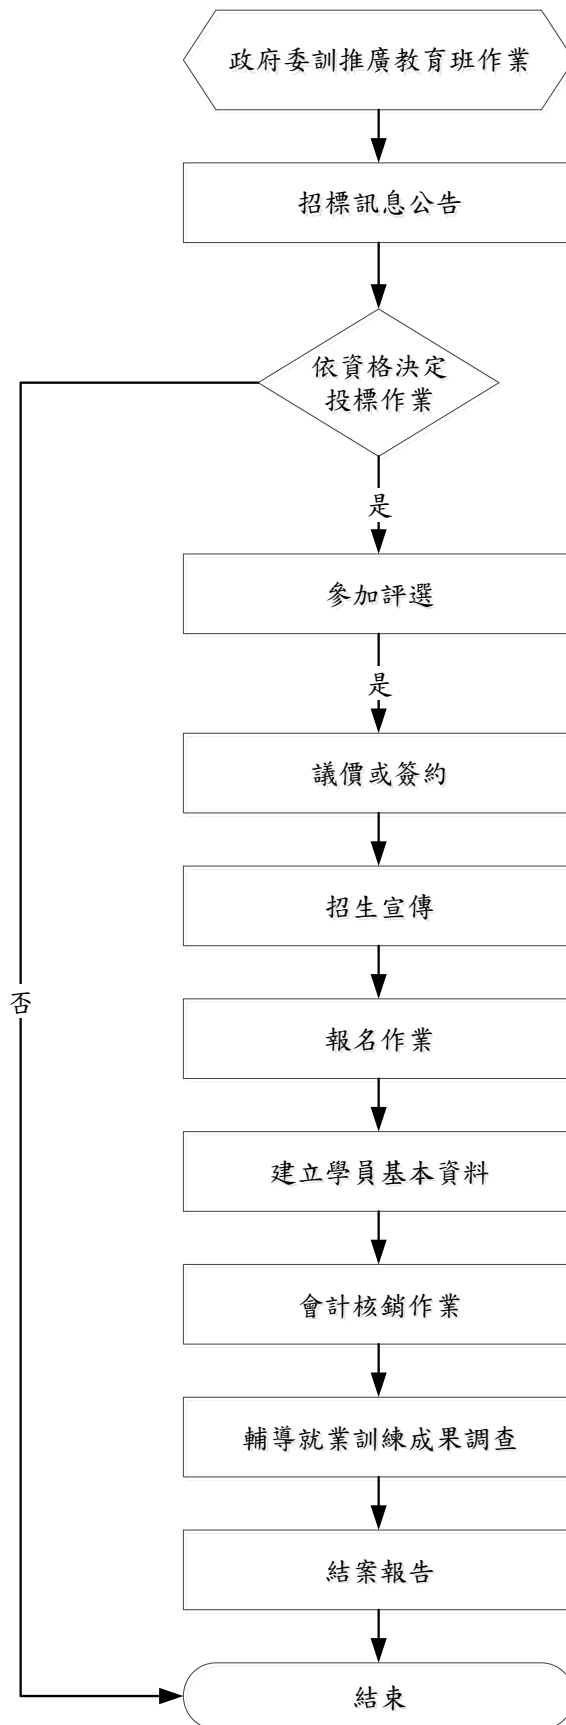 政府委訓推廣教育班作業
招標訊息公告
依資格決定
投標作業
是
參加評選
是
議價或簽約
招生宣傳
否
報名作業
建立學員基本資料
會計核銷作業
輔導就業訓練成果調查
結案報告
結束